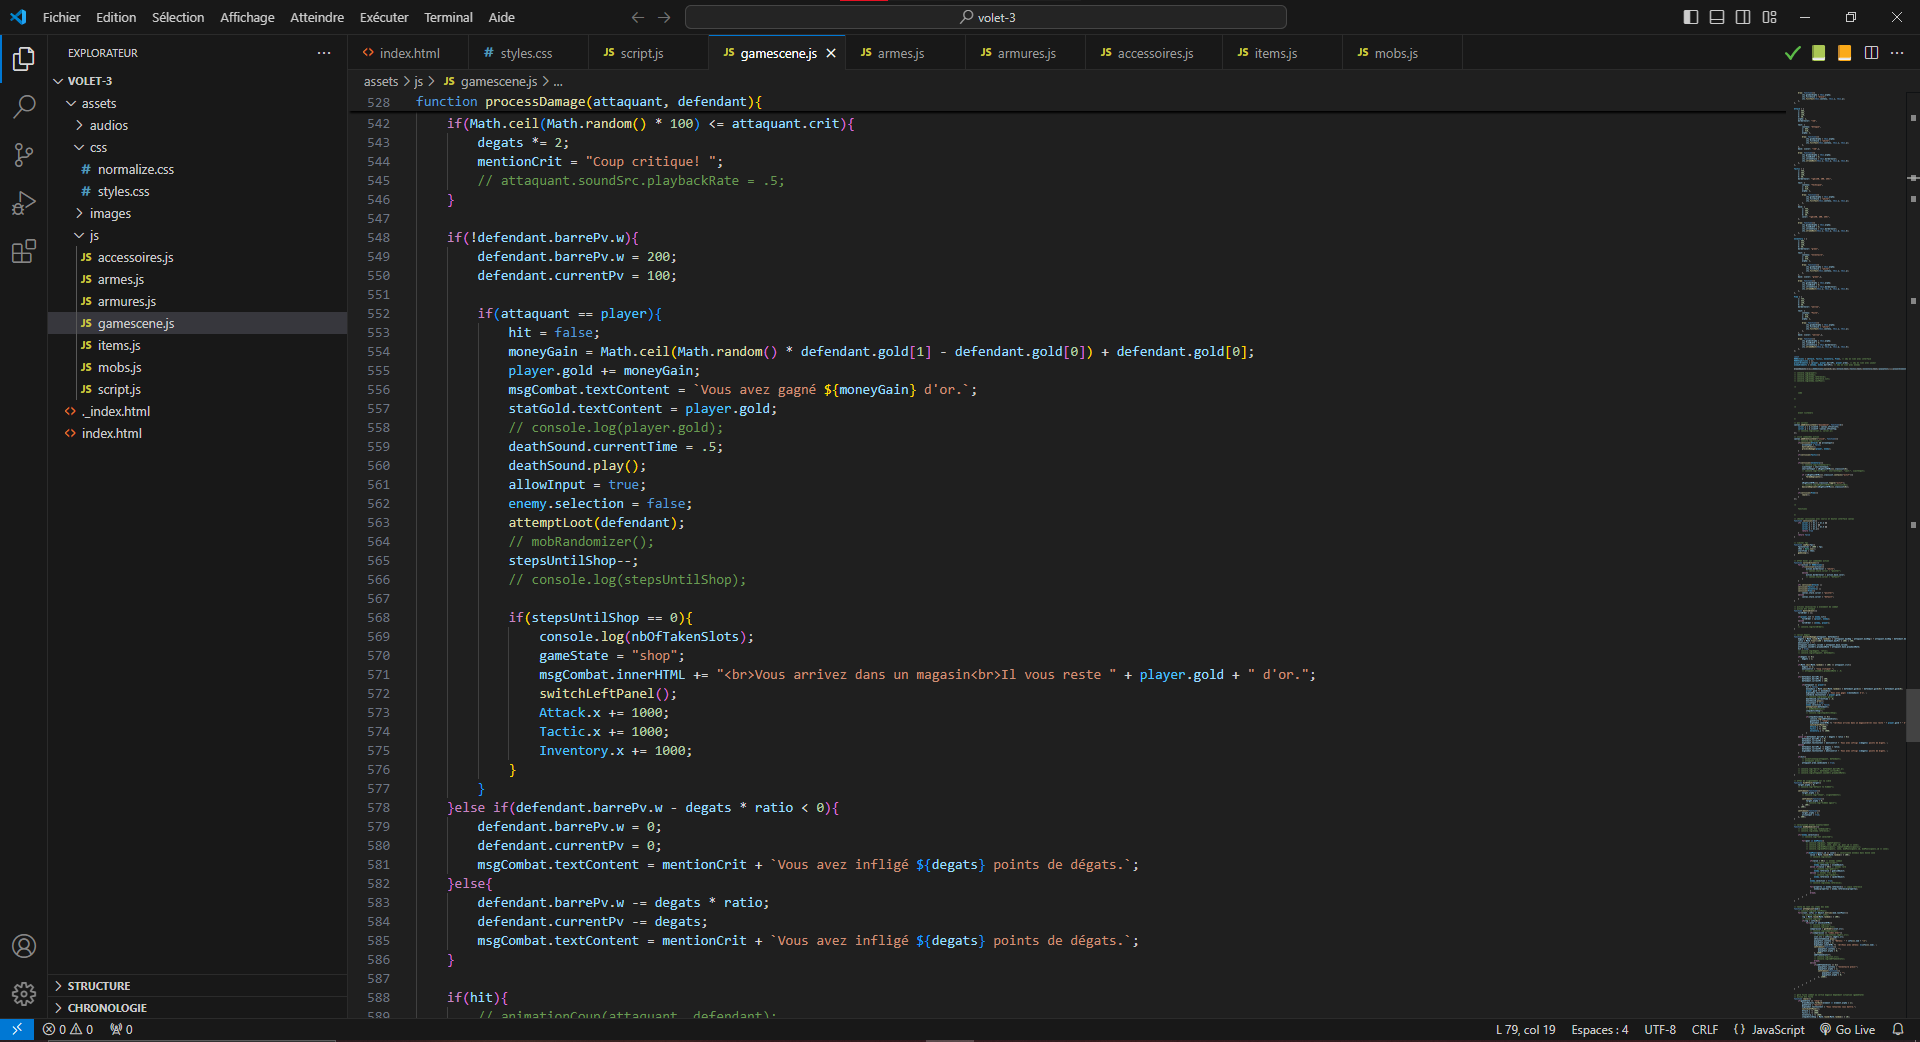 Fichier Edition Sélection Affichage Atteindre Exécuter Terminal Aide
volet-3
EXPLORATEUR
VOLET-3
assets
audios
css
# normalize.css
# styles.css
images
js
JS accessoires.js
JS armes.js
JS armures.js
JS gamescene.js
JS items.js
JS mobs.js
JS script.js
<> ._index.html
<> index.html
STRUCTURE
CHRONOLOGIE
<> index.html # styles.css JS script.js JS gamescene.js JS armes.js JS armures.js JS accessoires.js JS items.js JS mobs.js
assets > js > JS gamescene.js > ...
528 function processDamage(attaquant, defendant){
542 if(Math.ceil(Math.random() * 100) <= attaquant.crit){
543 degats *= 2;
544 mentionCrit = "Coup critique! ";
545 // attaquant.soundSrc.playbackRate = .5;
546 }
547
548 if(!defendant.barrePv.w){
549 defendant.barrePv.w = 200;
550 defendant.currentPv = 100;
551
552 if(attaquant == player){
553 hit = false;
554 moneyGain = Math.ceil(Math.random() * defendant.gold[1] - defendant.gold[0]) + defendant.gold[0];
555 player.gold += moneyGain;
556 msgCombat.textContent = `Vous avez gagné ${moneyGain} d'or.`;
557 statGold.textContent = player.gold;
558 // console.log(player.gold);
559 deathSound.currentTime = .5;
560 deathSound.play();
561 allowInput = true;
562 enemy.selection = false;
563 attemptLoot(defendant);
564 // mobRandomizer();
565 stepsUntilShop--;
566 // console.log(stepsUntilShop);
567
568 if(stepsUntilShop == 0){
569 console.log(nbOfTakenSlots);
570 gameState = "shop";
571 msgCombat.innerHTML += "<br>Vous arrivez dans un magasin<br>Il vous reste " + player.gold + " d'or.";
572 switchLeftPanel();
573 Attack.x += 1000;
574 Tactic.x += 1000;
575 Inventory.x += 1000;
576 }
577 }
578 }else if(defendant.barrePv.w - degats * ratio < 0){
579 defendant.barrePv.w = 0;
580 defendant.currentPv = 0;
581 msgCombat.textContent = mentionCrit + `Vous avez infligé ${degats} points de dégats.`;
582 }else{
583 defendant.barrePv.w -= degats * ratio;
584 defendant.currentPv -= degats;
585 msgCombat.textContent = mentionCrit + `Vous avez infligé ${degats} points de dégats.`;
586 }
587
588 if(hit){
589 // animationCoup(attaquant, defendant);
0 0 0 L 79, col 19 Espaces : 4 UTF-8 CRLF {} JavaScript Go Live